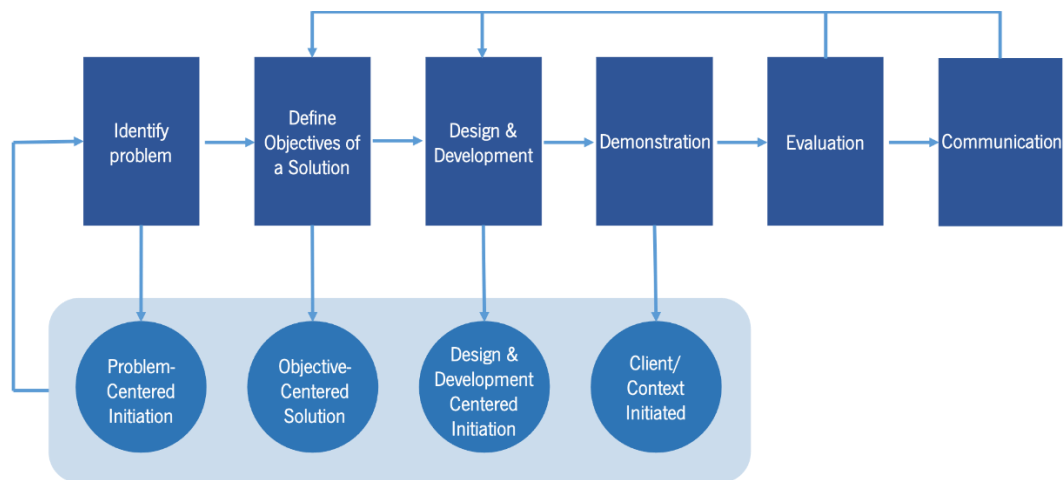 Identify
problem
Define
Objectives of
a Solution
Design &
Development
Demonstration
Evaluation
Communication
Problem-
Centered
Initiation
Objective-
Centered
Solution
Design &
Development
Centered
Initiation
Client/
Context
Initiated